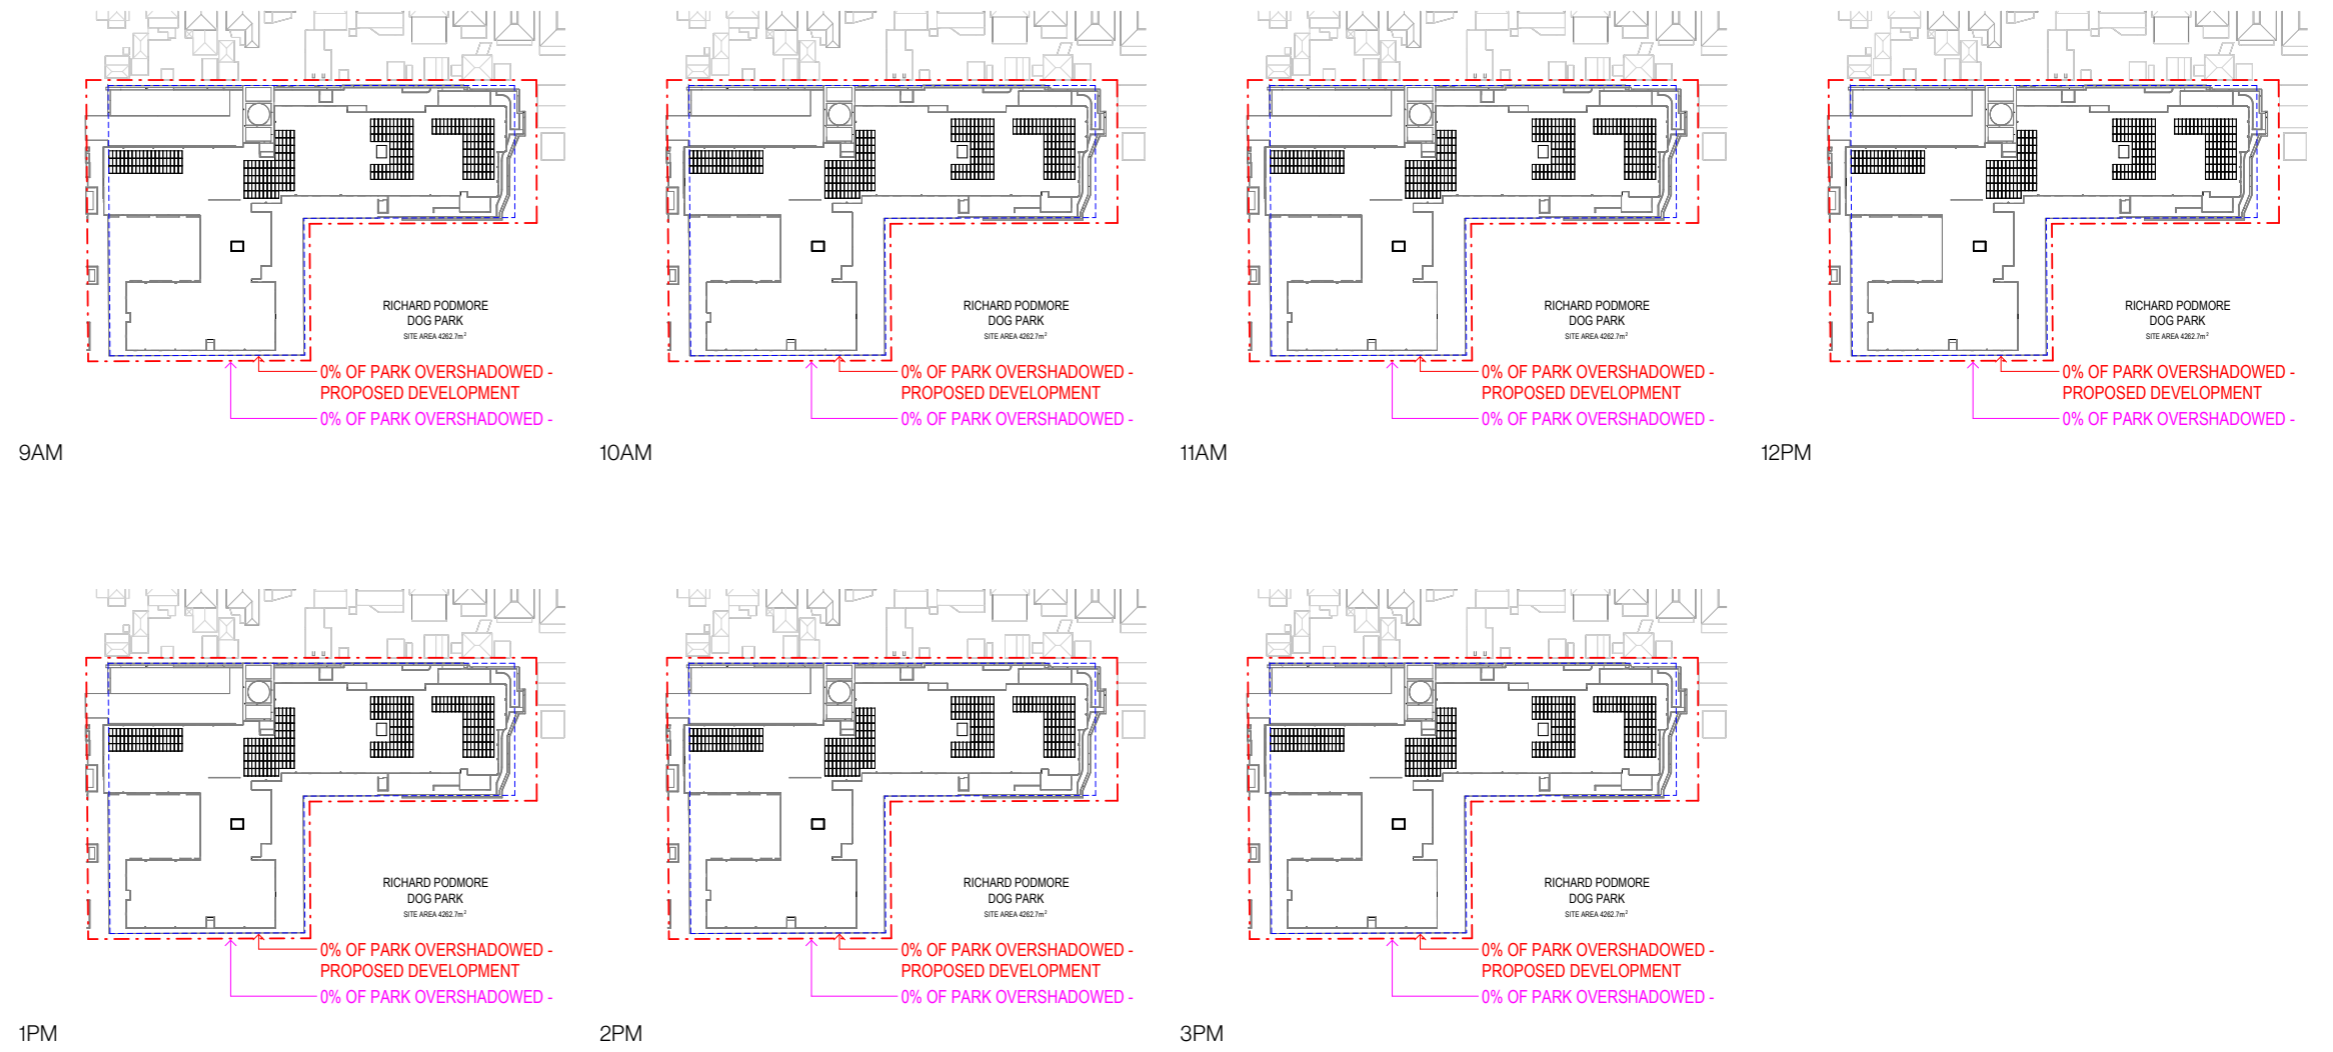 RICHARD PODMORE
DOG PARK
SITE AREA 4262.7m²
0% OF PARK OVERSHADOWED -
PROPOSED DEVELOPMENT
0% OF PARK OVERSHADOWED -
9AM
RICHARD PODMORE
DOG PARK
SITE AREA 4262.7m²
0% OF PARK OVERSHADOWED -
PROPOSED DEVELOPMENT
0% OF PARK OVERSHADOWED -
10AM
RICHARD PODMORE
DOG PARK
SITE AREA 4262.7m²
0% OF PARK OVERSHADOWED -
PROPOSED DEVELOPMENT
0% OF PARK OVERSHADOWED -
11AM
RICHARD PODMORE
DOG PARK
SITE AREA 4262.7m²
0% OF PARK OVERSHADOWED -
PROPOSED DEVELOPMENT
0% OF PARK OVERSHADOWED -
12PM
RICHARD PODMORE
DOG PARK
SITE AREA 4262.7m²
0% OF PARK OVERSHADOWED -
PROPOSED DEVELOPMENT
0% OF PARK OVERSHADOWED -
1PM
RICHARD PODMORE
DOG PARK
SITE AREA 4262.7m²
0% OF PARK OVERSHADOWED -
PROPOSED DEVELOPMENT
0% OF PARK OVERSHADOWED -
2PM
RICHARD PODMORE
DOG PARK
SITE AREA 4262.7m²
0% OF PARK OVERSHADOWED -
PROPOSED DEVELOPMENT
0% OF PARK OVERSHADOWED -
3PM